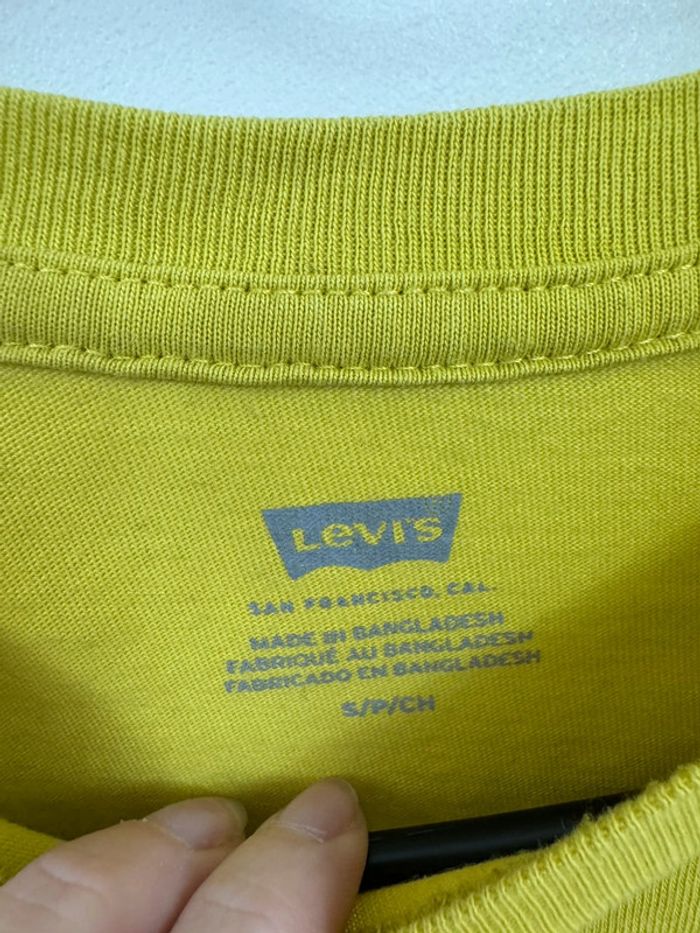 Levi's
SAN FRANCISCO, CAL.
MADE IN BANGLADESH
FABRIQUÉ AU BANGLADESH
FABRICADO EN BANGLADESH
S/P/CH